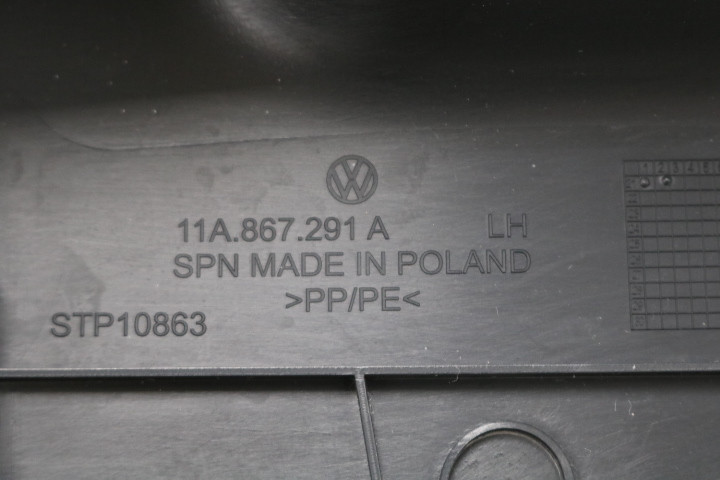 11A.867.291 A LH
SPN MADE IN POLAND
>PP/PE<
STP10863